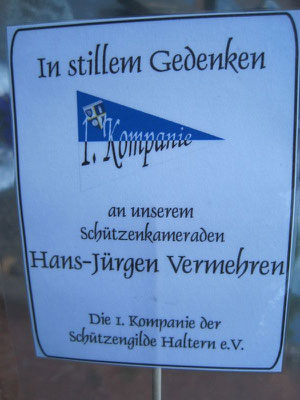 In stillem Gedenken
1. Kompanie
an unserem
Schützenkameraden
Hans-Jürgen Vermehren
Die 1. Kompanie der
Schützengilde Haltern e.V.